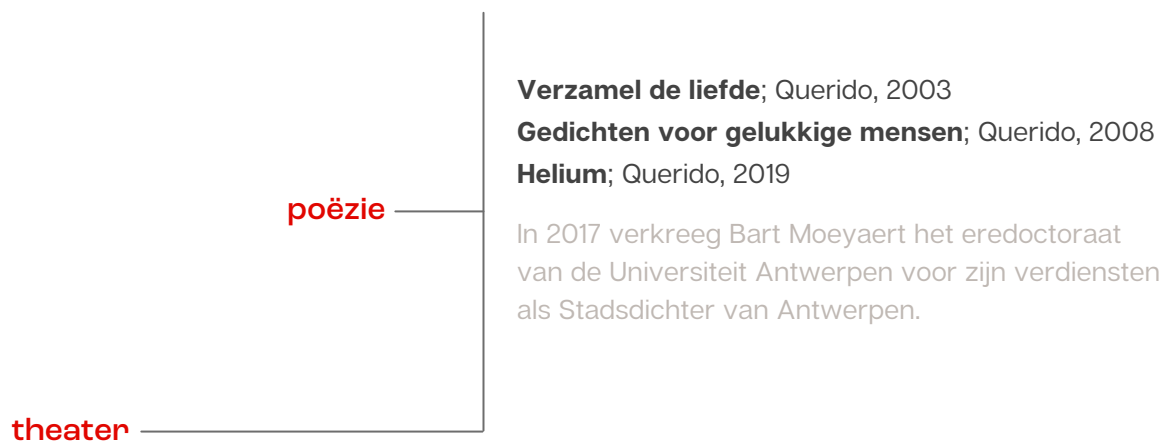 Verzamel de liefde; Querido, 2003
Gedichten voor gelukkige mensen; Querido, 2008
Helium; Querido, 2019
poëzie
In 2017 verkreeg Bart Moeyaert het eredoctoraat
van de Universiteit Antwerpen voor zijn verdiensten
als Stadsdichter van Antwerpen.
theater